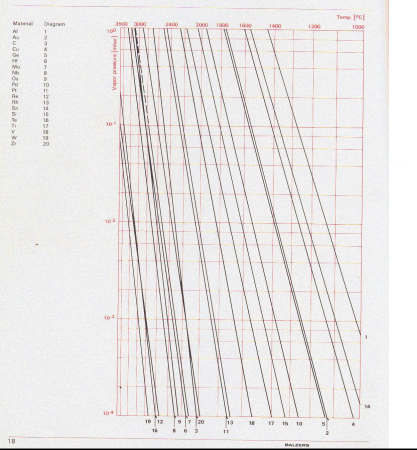 Material Diagram
Al 1
Au 2
C 3
Cu 4
Ge 5
Hf 6
Mo 7
Nb 8
Os 9
Pd 10
Pt 11
Re 12
Rh 13
Sn 14
Si 15
Ta 16
Ti 17
V 18
W 19
Zr 20
Temp. [°C]
3500 3000 2400 2000 1800 1600 1400 1200 1000
Vapor pressure [mbar]
10⁰
10⁻¹
10⁻²
10⁻³
10⁻⁴
1
14
19 12 9 7 20 13 18 17 15 10 5 4
16 8 6 3 11 2
18
BALZERS